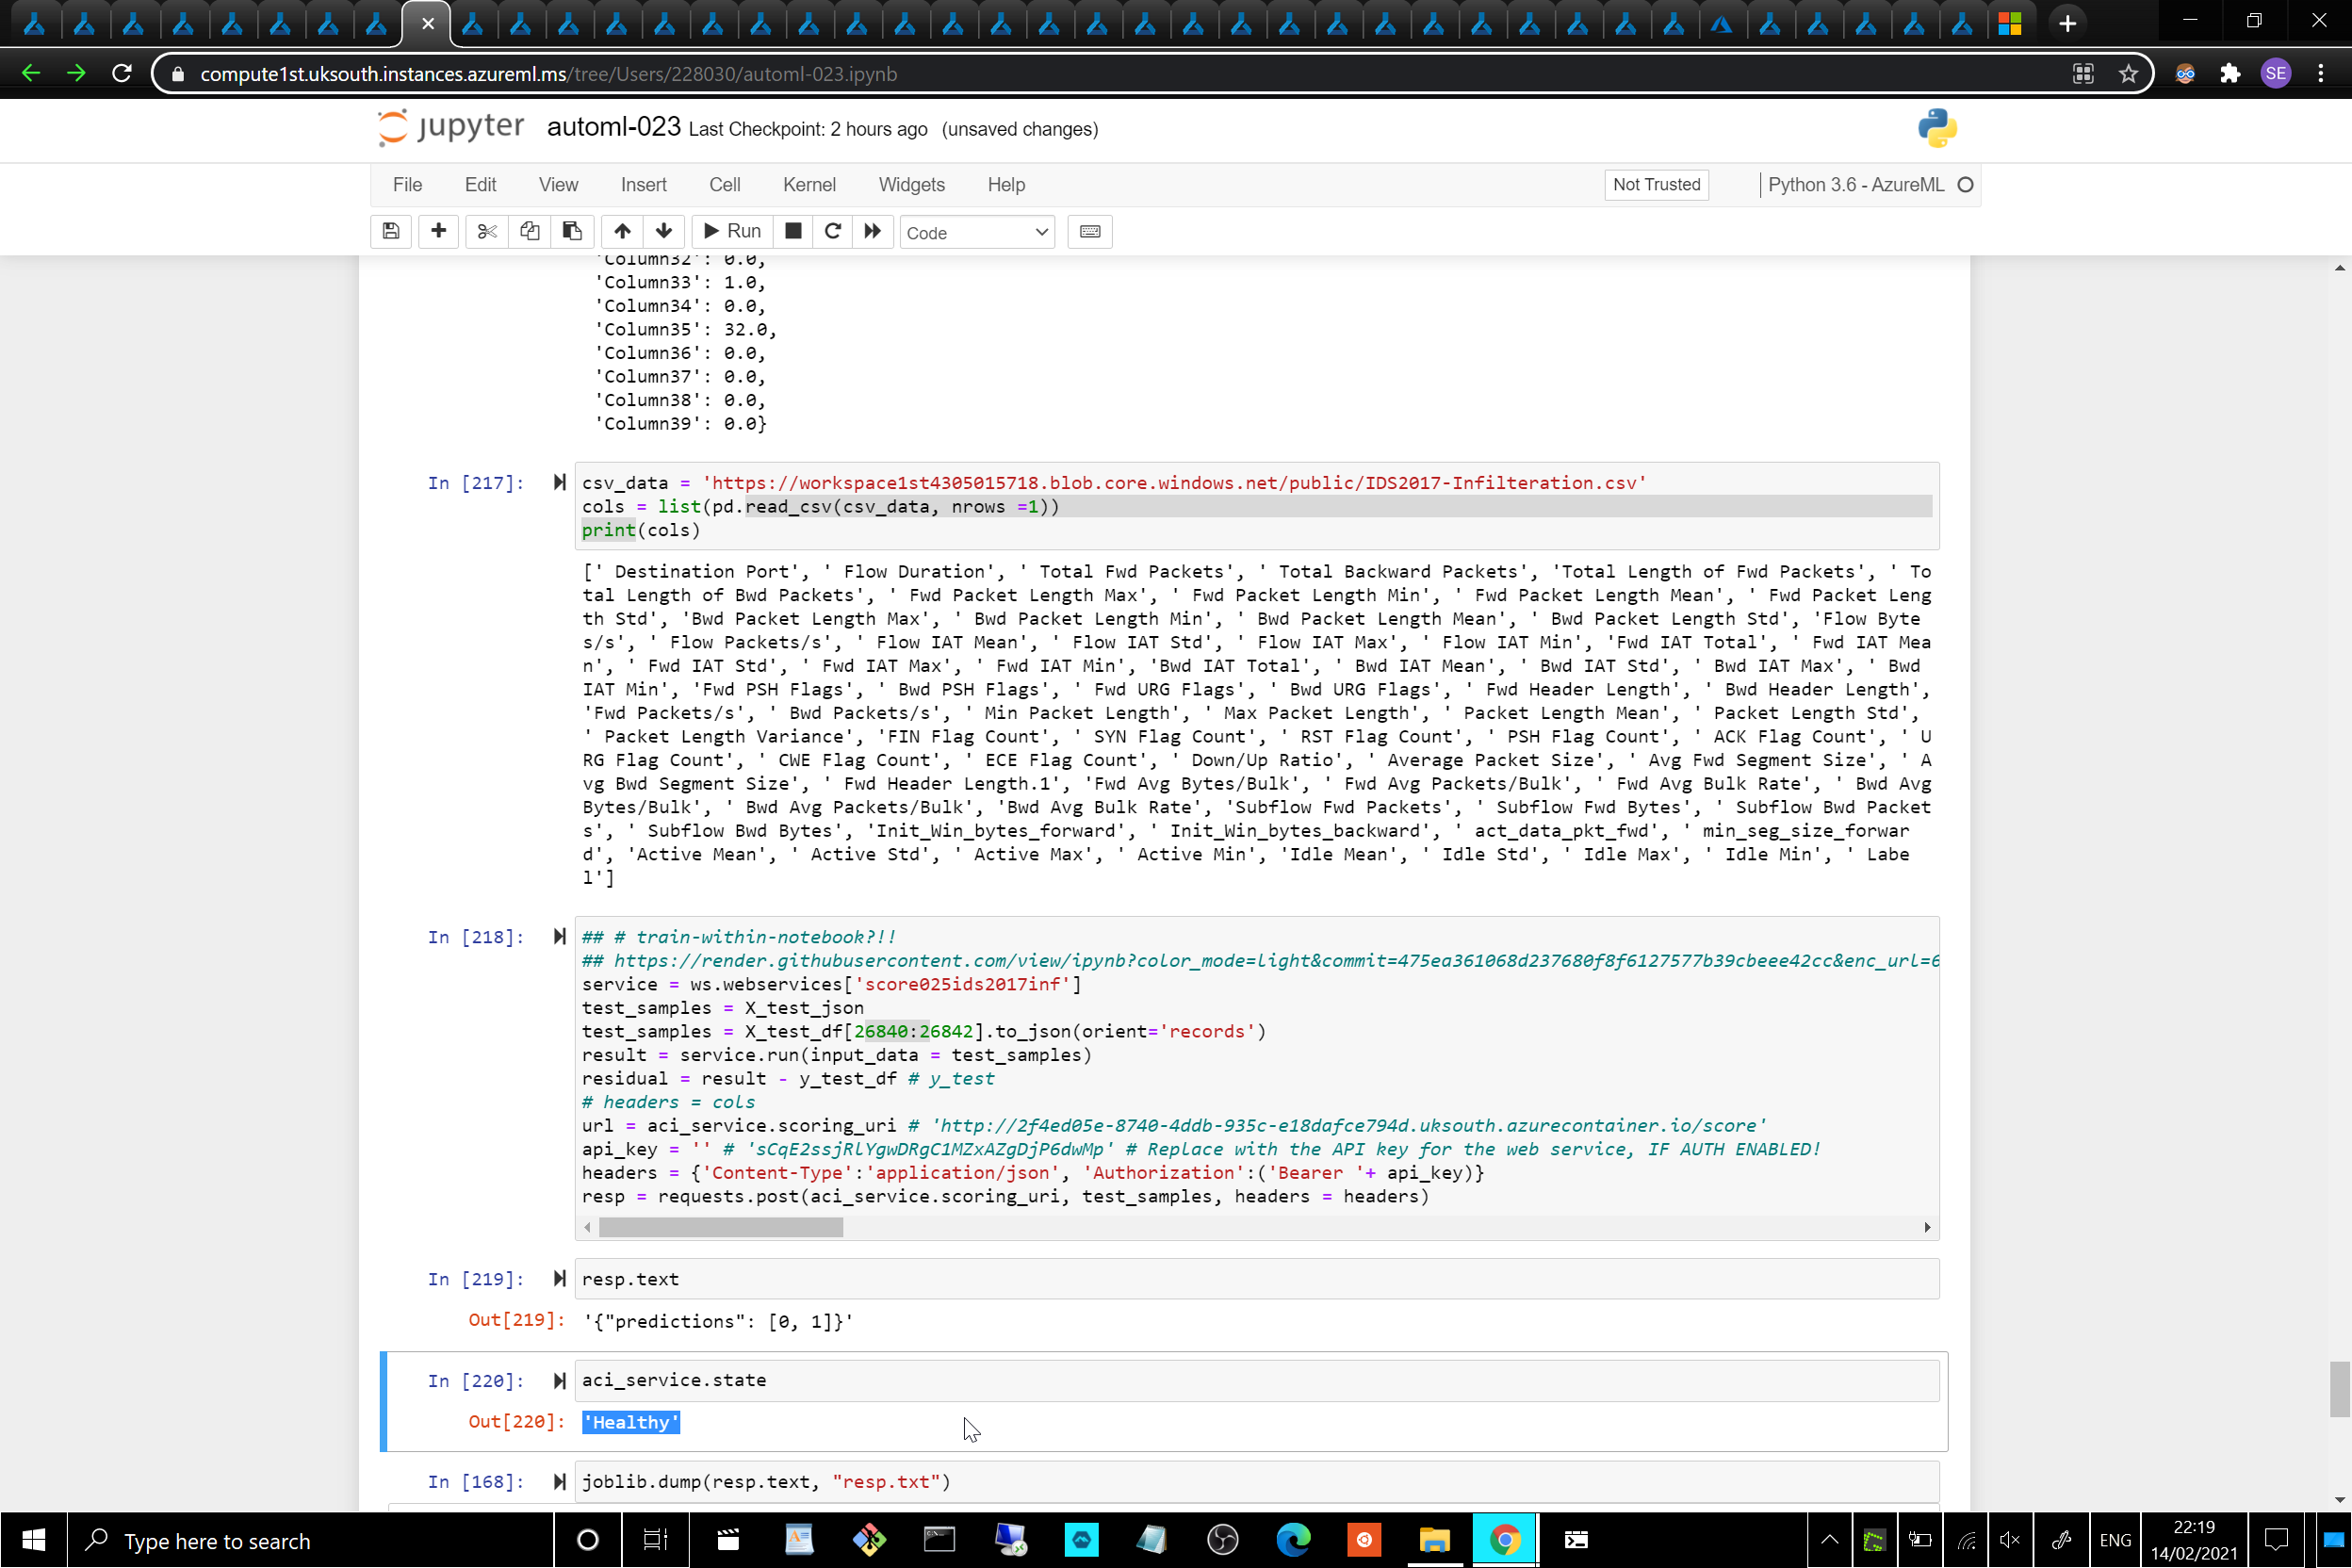 compute1st.uksouth.instances.azureml.ms/tree/Users/228030/automl-023.ipynb
SE
jupyter automl-023 Last Checkpoint: 2 hours ago (unsaved changes)
File Edit View Insert Cell Kernel Widgets Help Not Trusted Python 3.6 - AzureML
Run Code
'Column32': 0.0,
'Column33': 1.0,
'Column34': 0.0,
'Column35': 32.0,
'Column36': 0.0,
'Column37': 0.0,
'Column38': 0.0,
'Column39': 0.0}
In [217]: csv_data = 'https://workspace1st4305015718.blob.core.windows.net/public/IDS2017-Infilteration.csv'
cols = list(pd.read_csv(csv_data, nrows =1))
print(cols)
[' Destination Port', ' Flow Duration', ' Total Fwd Packets', ' Total Backward Packets', 'Total Length of Fwd Packets', ' To
tal Length of Bwd Packets', ' Fwd Packet Length Max', ' Fwd Packet Length Min', ' Fwd Packet Length Mean', ' Fwd Packet Leng
th Std', 'Bwd Packet Length Max', ' Bwd Packet Length Min', ' Bwd Packet Length Mean', ' Bwd Packet Length Std', 'Flow Byte
s/s', ' Flow Packets/s', ' Flow IAT Mean', ' Flow IAT Std', ' Flow IAT Max', ' Flow IAT Min', 'Fwd IAT Total', ' Fwd IAT Mea
n', ' Fwd IAT Std', ' Fwd IAT Max', ' Fwd IAT Min', 'Bwd IAT Total', ' Bwd IAT Mean', ' Bwd IAT Std', ' Bwd IAT Max', ' Bwd
IAT Min', 'Fwd PSH Flags', ' Bwd PSH Flags', ' Fwd URG Flags', ' Bwd URG Flags', ' Fwd Header Length', ' Bwd Header Length',
'Fwd Packets/s', ' Bwd Packets/s', ' Min Packet Length', ' Max Packet Length', ' Packet Length Mean', ' Packet Length Std',
' Packet Length Variance', 'FIN Flag Count', ' SYN Flag Count', ' RST Flag Count', ' PSH Flag Count', ' ACK Flag Count', ' U
RG Flag Count', ' CWE Flag Count', ' ECE Flag Count', ' Down/Up Ratio', ' Average Packet Size', ' Avg Fwd Segment Size', ' A
vg Bwd Segment Size', ' Fwd Header Length.1', 'Fwd Avg Bytes/Bulk', ' Fwd Avg Packets/Bulk', ' Fwd Avg Bulk Rate', ' Bwd Avg
Bytes/Bulk', ' Bwd Avg Packets/Bulk', 'Bwd Avg Bulk Rate', 'Subflow Fwd Packets', ' Subflow Fwd Bytes', ' Subflow Bwd Packet
s', ' Subflow Bwd Bytes', 'Init_Win_bytes_forward', ' Init_Win_bytes_backward', ' act_data_pkt_fwd', ' min_seg_size_forwar
d', 'Active Mean', ' Active Std', ' Active Max', ' Active Min', 'Idle Mean', ' Idle Std', ' Idle Max', ' Idle Min', ' Labe
l']
In [218]: ## # train-within-notebook?!!
## https://render.githubusercontent.com/view/ipynb?color_mode=light&commit=475ea361068d237680f8f6127577b39cbeee42cc&enc_url=6
service = ws.webservices['score025ids2017inf']
test_samples = X_test_json
test_samples = X_test_df[26840:26842].to_json(orient='records')
result = service.run(input_data = test_samples)
residual = result - y_test_df # y_test
# headers = cols
url = aci_service.scoring_uri # 'http://2f4ed05e-8740-4ddb-935c-e18dafce794d.uksouth.azurecontainer.io/score'
api_key = '' # 'sCqE2ssjRlYgwDRgC1MZxAZgDjP6dwMp' # Replace with the API key for the web service, IF AUTH ENABLED!
headers = {'Content-Type':'application/json', 'Authorization':('Bearer '+ api_key)}
resp = requests.post(aci_service.scoring_uri, test_samples, headers = headers)
In [219]: resp.text
Out[219]: '{"predictions": [0, 1]}'
In [220]: aci_service.state
Out[220]: 'Healthy'
In [168]: joblib.dump(resp.text, "resp.txt")
Type here to search
ENG
22:19
14/02/2021